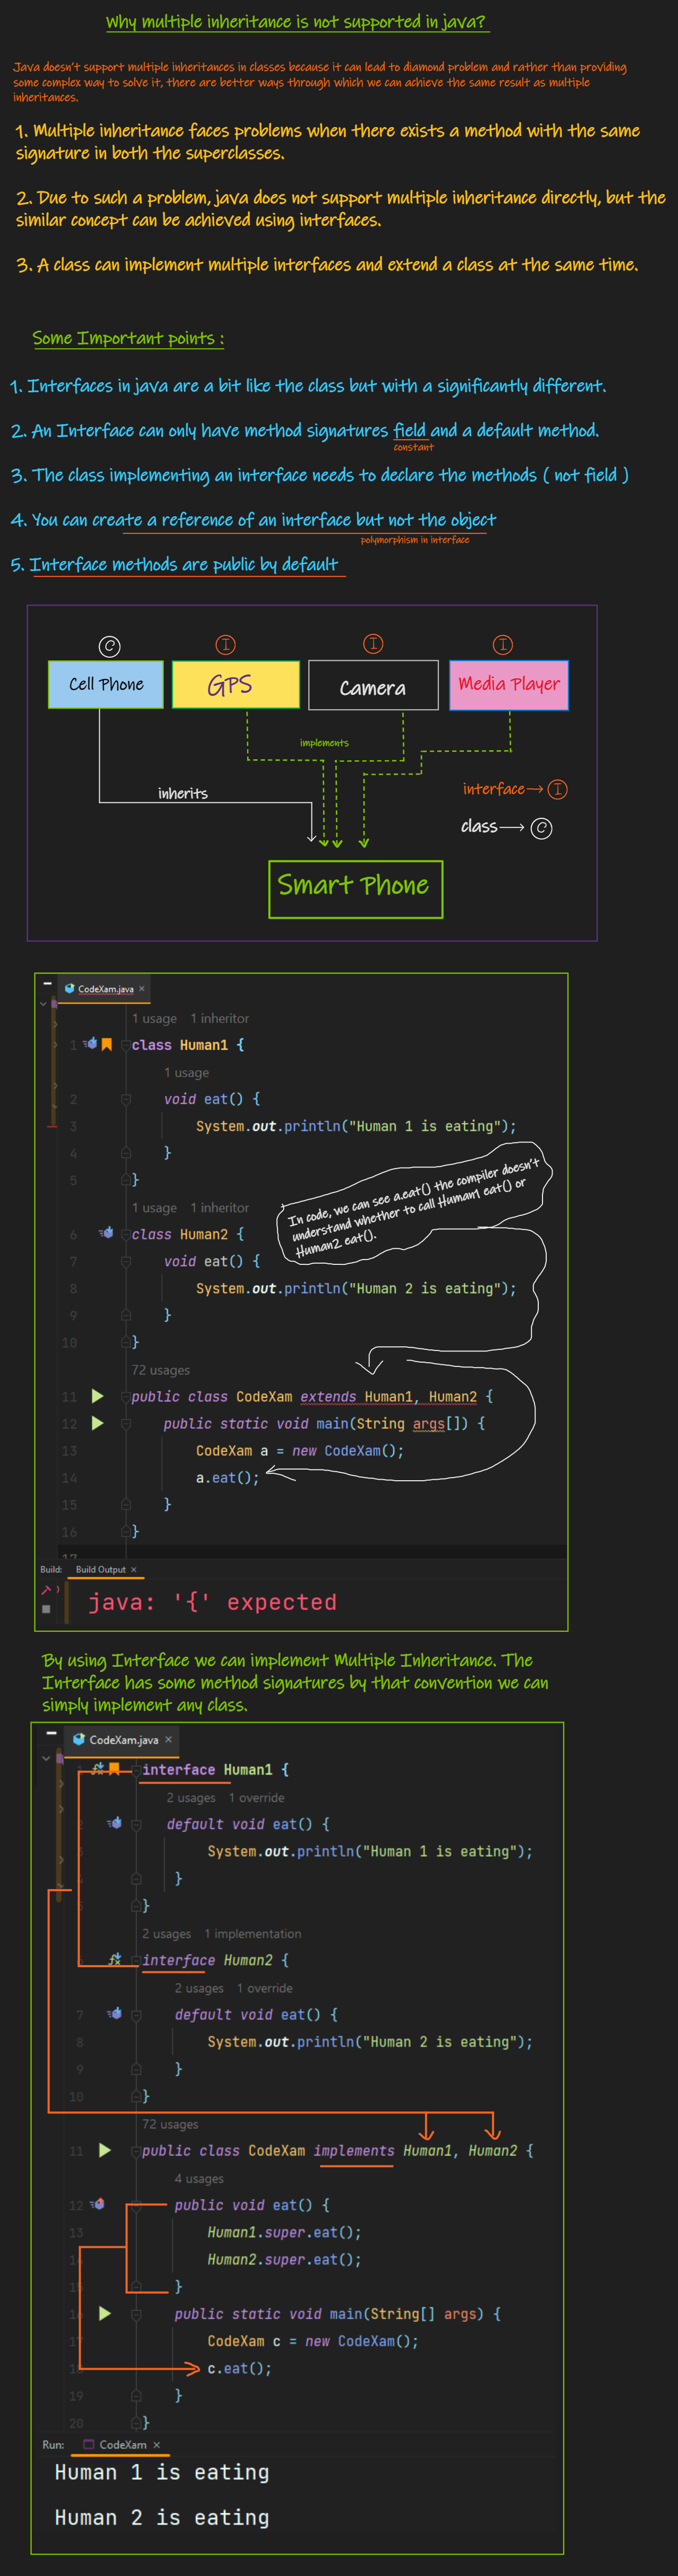 Why multiple inheritance is not supported in java?
Java doesn't support multiple inheritances in classes because it can lead to diamond problem and rather than providing
some complex way to solve it, there are better ways through which we can achieve the same result as multiple
inheritances.
1. Multiple inheritance faces problems when there exists a method with the same
signature in both the superclasses.
2. Due to such a problem, java does not support multiple inheritance directly, but the
similar concept can be achieved using interfaces.
3. A class can implement multiple interfaces and extend a class at the same time.
Some Important points :
1. Interfaces in java are a bit like the class but with a significantly different.
2. An Interface can only have method signatures field and a default method.
constant
3. The class implementing an interface needs to declare the methods ( not field )
4. You can create a reference of an interface but not the object
polymorphism in interface
5. Interface methods are public by default
C I I I
Cell Phone GPS Camera Media Player
implements
inherits
interface→ I
class→ C
Smart Phone
CodeXam.java ×
1 usage 1 inheritor
1 class Human1 {
1 usage
2 void eat() {
3 System.out.println("Human 1 is eating");
4 }
5 }
1 usage 1 inheritor
In code, we can see a.eat() the compiler doesn't
understand whether to call Human1 eat() or
Human2 eat().
6 class Human2 {
7 void eat() {
8 System.out.println("Human 2 is eating");
9 }
10 }
72 usages
11 public class CodeXam extends Human1, Human2 {
12 public static void main(String args[]) {
13 CodeXam a = new CodeXam();
14 a.eat();
15 }
16 }
17
Build: Build Output ×
java: '{' expected
By using Interface we can implement Multiple Inheritance. The
Interface has some method signatures by that convention we can
simply implement any class.
CodeXam.java ×
interface Human1 {
2 usages 1 override
default void eat() {
System.out.println("Human 1 is eating");
}
}
2 usages 1 implementation
interface Human2 {
2 usages 1 override
7 default void eat() {
8 System.out.println("Human 2 is eating");
9 }
10 }
72 usages
11 public class CodeXam implements Human1, Human2 {
4 usages
12 public void eat() {
13 Human1.super.eat();
14 Human2.super.eat();
15 }
16 public static void main(String[] args) {
17 CodeXam c = new CodeXam();
18 c.eat();
19 }
20 }
Run: CodeXam ×
Human 1 is eating
Human 2 is eating